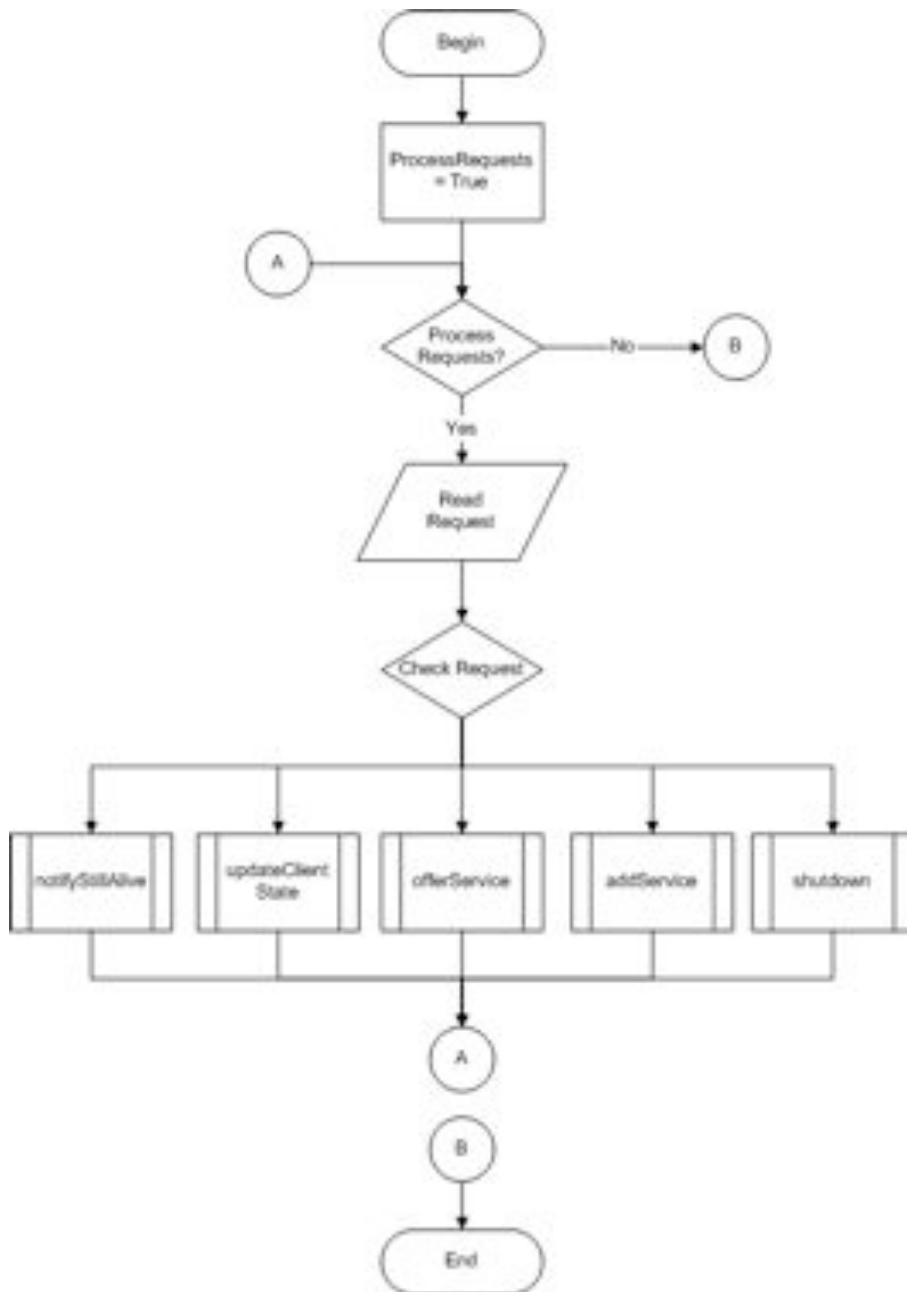 Begin
ProcessRequests
= True
A
Process
Requests?
No
B
Yes
Read
Request
Check Request
notifyStillAlive
updateClient
State
offerService
addService
shutdown
A
B
End